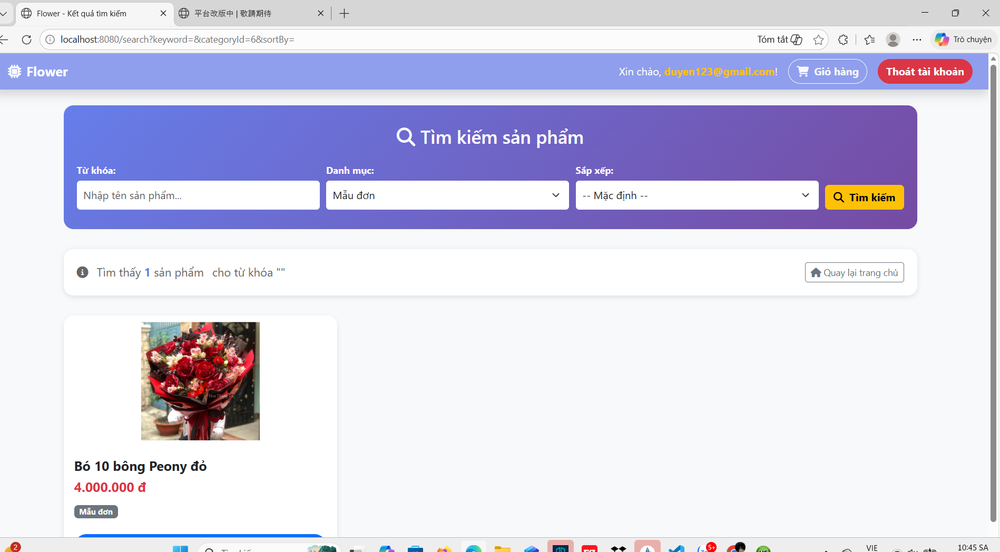 Flower - Kết quả tìm kiếm
平台改版中 | 敬請期待
localhost:8080/search?keyword=&categoryId=6&sortBy=
Tóm tắt
Trò chuyện
Flower
Xin chào, duyen123@gmail.com!
Giỏ hàng
Thoát tài khoản
Tìm kiếm sản phẩm
Từ khóa:
Danh mục:
Sắp xếp:
Nhập tên sản phẩm...
Mẫu đơn
-- Mặc định --
Tìm kiếm
Tìm thấy 1 sản phẩm cho từ khóa ""
Quay lại trang chủ
Bó 10 bông Peony đỏ
4.000.000 đ
Mẫu đơn
2
5+
VIE
10:45 SA